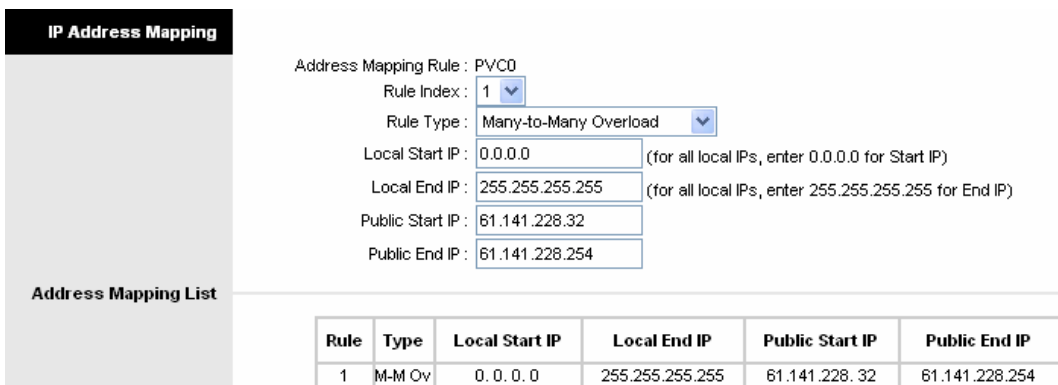 IP Address Mapping
Address Mapping Rule : PVC0
Rule Index : 1
Rule Type : Many-to-Many Overload
Local Start IP : 0.0.0.0 (for all local IPs, enter 0.0.0.0 for Start IP)
Local End IP : 255.255.255.255 (for all local IPs, enter 255.255.255.255 for End IP)
Public Start IP : 61.141.228.32
Public End IP : 61.141.228.254
Address Mapping List
Rule Type Local Start IP Local End IP Public Start IP Public End IP
1 M-M Ov 0.0.0.0 255.255.255.255 61.141.228.32 61.141.228.254